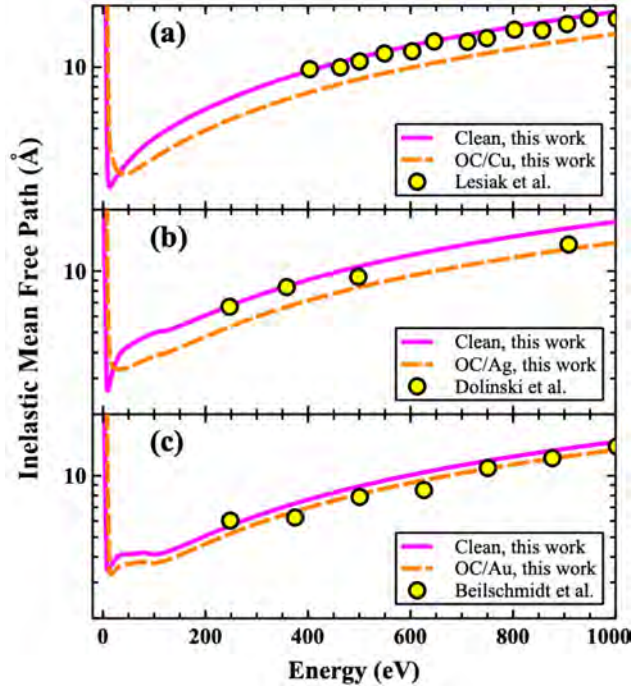 (a)
10
Clean, this work
OC/Cu, this work
Lesiak et al.
(b)
10
Clean, this work
OC/Ag, this work
Dolinski et al.
(c)
10
Clean, this work
OC/Au, this work
Beilschmidt et al.
Inelastic Mean Free Path (Å)
0 200 400 600 800 1000
Energy (eV)